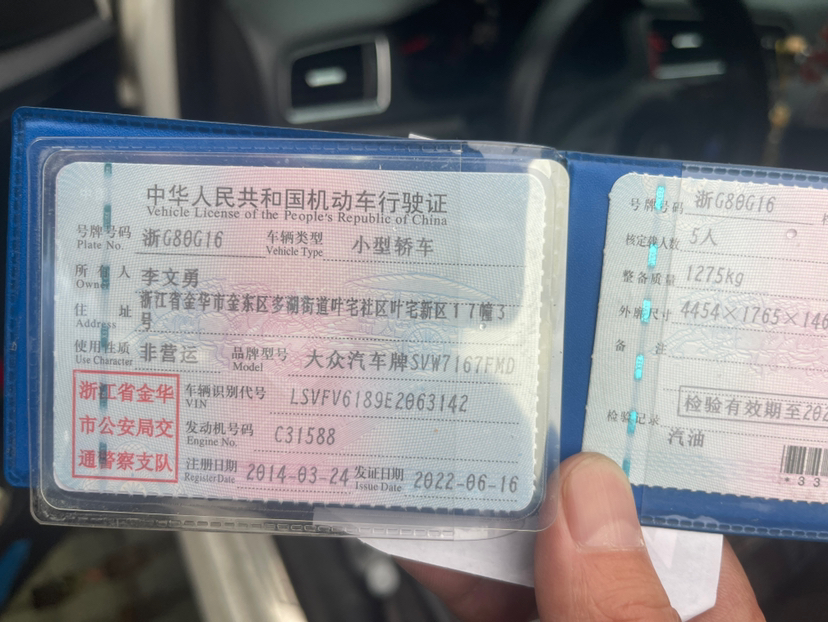 中华人民共和国机动车行驶证
Vehicle License of the People's Republic of China
号牌号码 浙G80G16 车辆类型 小型轿车
Plate No. Vehicle Type
所有人 李文勇
Owner
住址 浙江省金华市金东区多湖街道叶宅社区叶宅新区17幢3号
Address
使用性质 非营运 品牌型号 大众汽车牌SVW7167FMD
Use Character Model
浙江省金华
市公安局交
通警察支队
车辆识别代号 LSVFV6189E2063142
VIN
发动机号码 C31588
Engine No.
注册日期 2014-03-24 发证日期 2022-06-16
Register Date Issue Date
号牌号码 浙G80G16
核定载人数 5人
整备质量 1275kg
外廓尺寸 4454×1765×146
备注
检验有效期至202
检验记录
汽油
*33